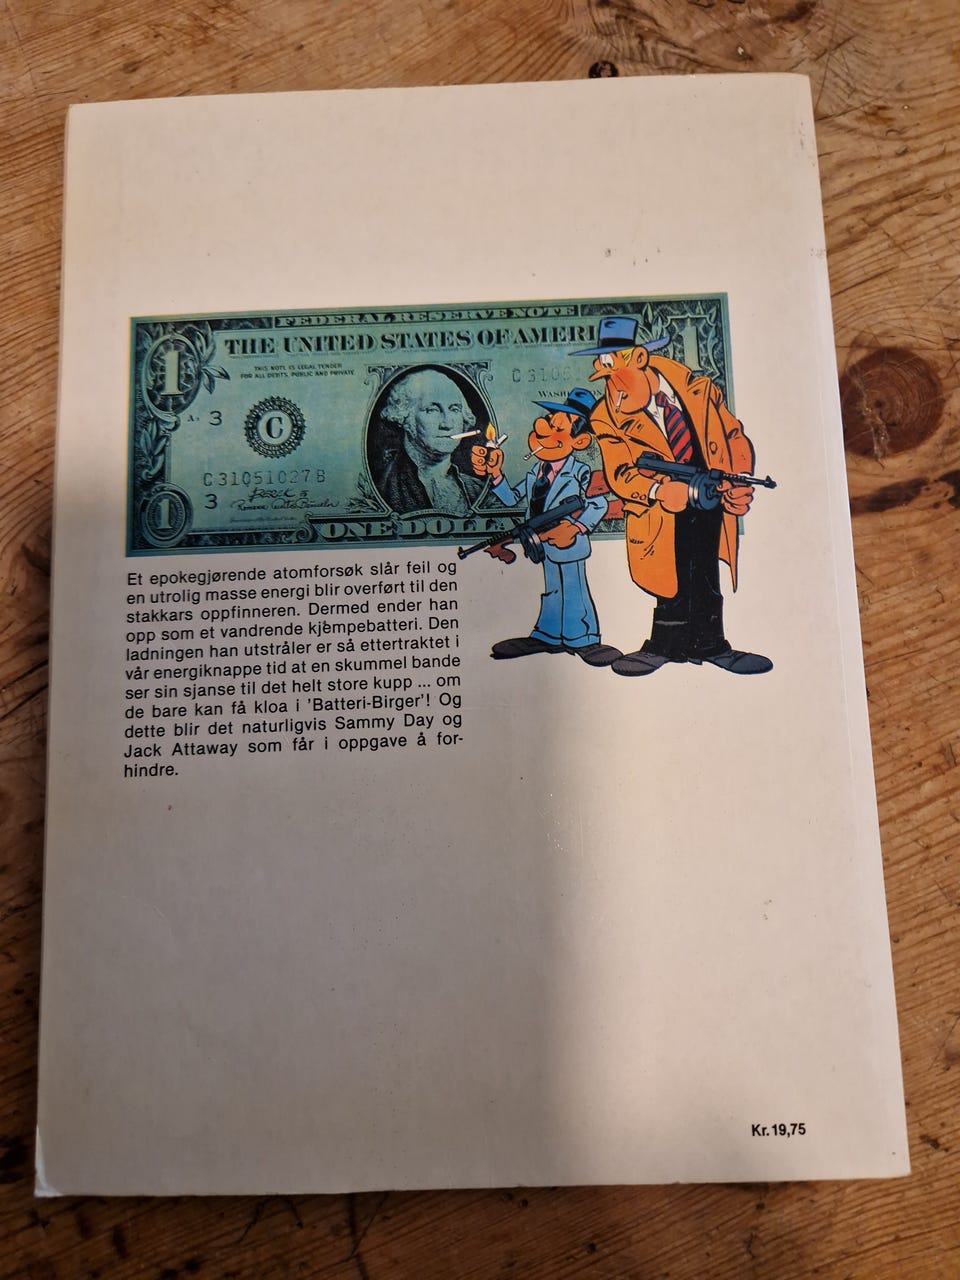 FEDERAL RESERVE NOTE
THE UNITED STATES OF AMERI
THIS NOTE IS LEGAL TENDER
FOR ALL DEBTS, PUBLIC AND PRIVATE
1
1
3
C
C 3105
WASH
C 31051027 B
3
1
ONE DOLLA
Et epokegjørende atomforsøk slår feil og
en utrolig masse energi blir overført til den
stakkars oppfinneren. Dermed ender han
opp som et vandrende kjempebatteri. Den
ladningen han utstråler er så ettertraktet i
vår energiknappe tid at en skummel bande
ser sin sjanse til det helt store kupp ... om
de bare kan få kloa i 'Batteri-Birger'! Og
dette blir det naturligvis Sammy Day og
Jack Attaway som får i oppgave å for-
hindre.
Kr. 19,75